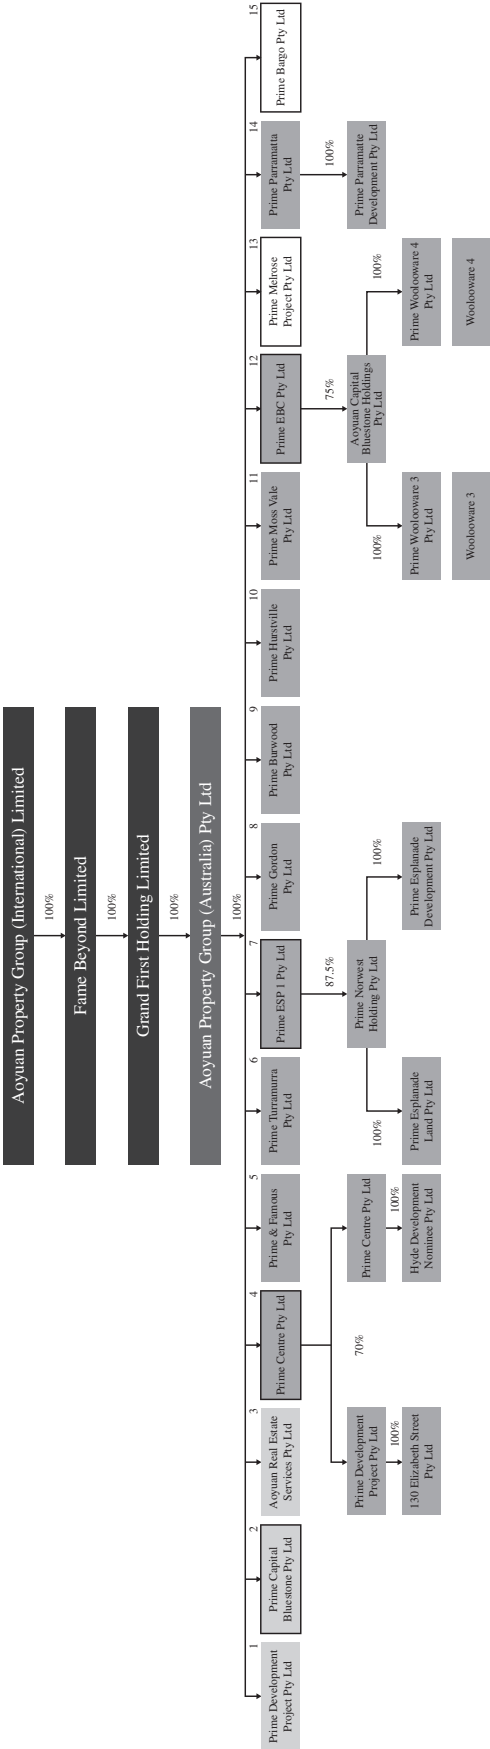 Aoyuan Property Group (International) Limited
100%
Fame Beyond Limited
100%
Grand First Holding Limited
100%
Aoyuan Property Group (Australia) Pty Ltd
100%
1
Prime Development
Project Pty Ltd
2
Prime Capital
Bluestone Pty Ltd
3
Aoyuan Real Estate
Services Pty Ltd
4
Prime Centre Pty Ltd
5
Prime & Famous
Pty Ltd
6
Prime Turramurra
Pty Ltd
7
Prime ESP 1 Pty Ltd
8
Prime Gordon
Pty Ltd
9
Prime Burwood
Pty Ltd
10
Prime Hurstville
Pty Ltd
11
Prime Moss Vale
Pty Ltd
12
Prime EBC Pty Ltd
13
Prime Melrose
Project Pty Ltd
14
Prime Parramatta
Pty Ltd
15
Prime Bargo Pty Ltd
70%
87.5%
75%
100%
Prime Development
Project Pty Ltd
Prime Centre Pty Ltd
Prime Norwest
Holding Pty Ltd
Aoyuan Capital
Bluestone Holdings
Pty Ltd
Prime Parramatte
Development Pty Ltd
100%
100%
100%
100%
100%
100%
130 Elizabeth Street
Pty Ltd
Hyde Development
Nominee Pty Ltd
Prime Esplanade
Land Pty Ltd
Prime Esplanade
Development Pty Ltd
Prime Woolooware 3
Pty Ltd
Prime Woolooware 4
Pty Ltd
Woolooware 3
Woolooware 4